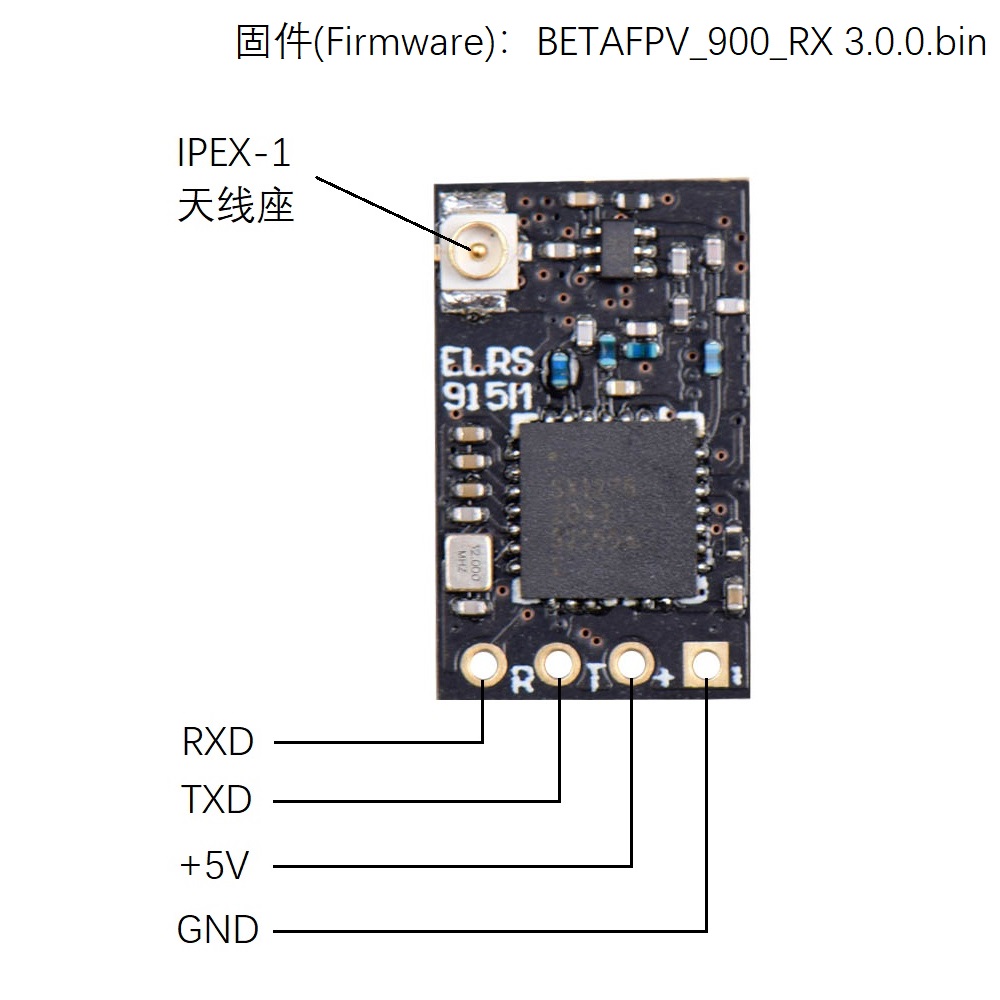 固件(Firmware)：BETAFPV_900_RX 3.0.0.bin
IPEX-1
天线座
ELRS
915M
12.000
MHZ
R T + -
RXD
TXD
+5V
GND